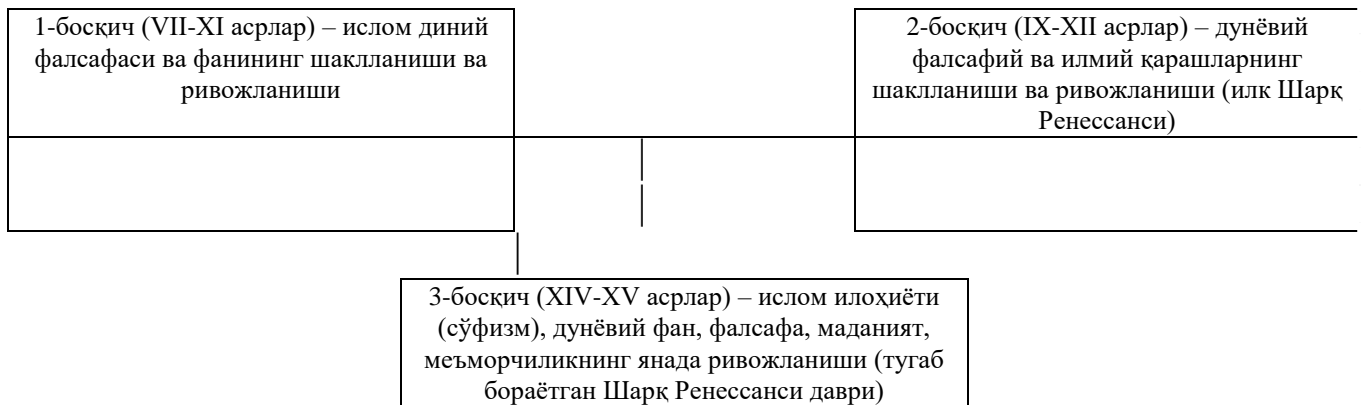 1-босқич (VII-XI асрлар) – ислом диний
фалсафаси ва фанининг шаклланиши ва
ривожланиши
2-босқич (IX-XII асрлар) – дунёвий
фалсафий ва илмий қарашларнинг
шаклланиши ва ривожланиши (илк Шарқ
Ренессанси)
3-босқич (XIV-XV асрлар) – ислом илоҳиёти
(сўфизм), дунёвий фан, фалсафа, маданият,
меъморчиликнинг янада ривожланиши (тугаб
бораётган Шарқ Ренессанси даври)